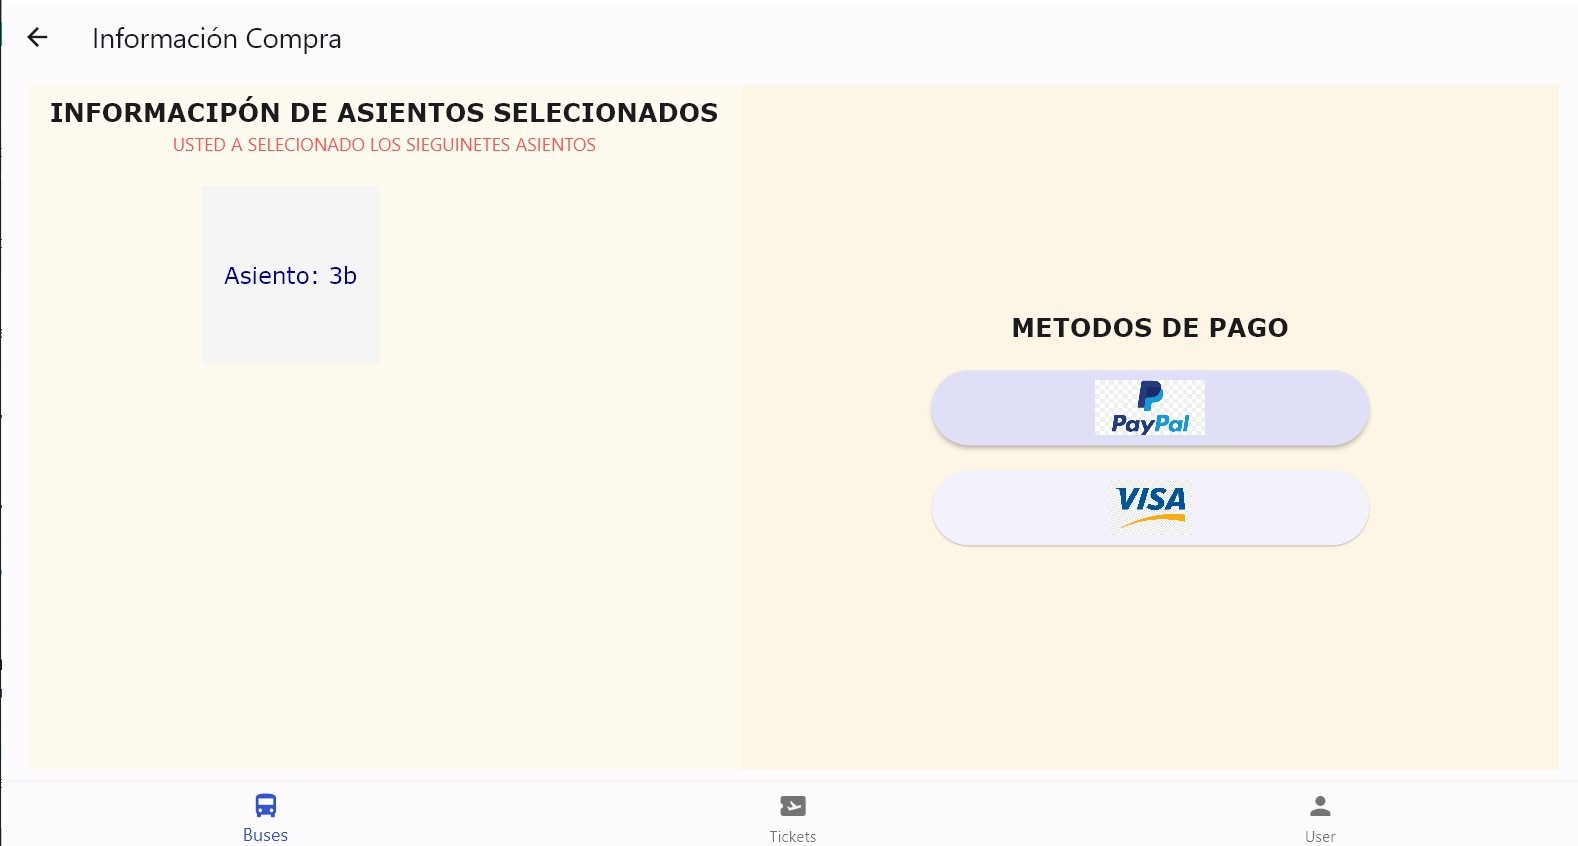 Información Compra
INFORMACIPÓN DE ASIENTOS SELECIONADOS
USTED A SELECIONADO LOS SIEGUINETES ASIENTOS
Asiento: 3b
METODOS DE PAGO
PayPal
VISA
Buses
Tickets
User